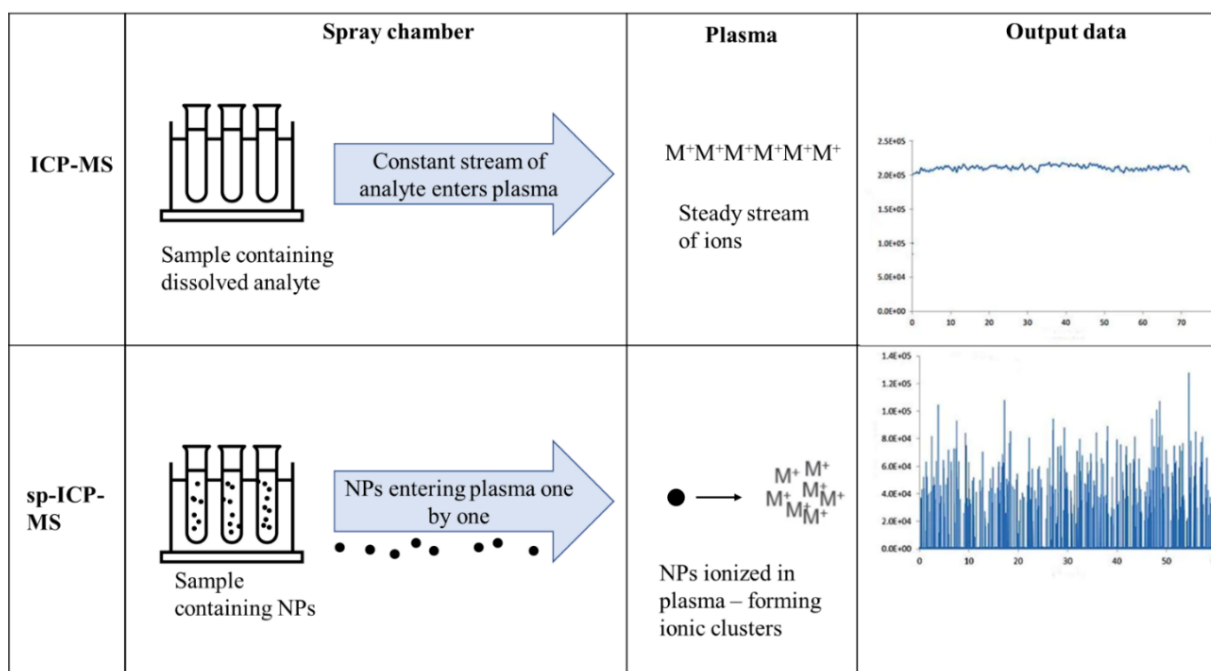 Spray chamber
Plasma
Output data
ICP-MS
Constant stream of
analyte enters plasma
Sample containing
dissolved analyte
M⁺M⁺M⁺M⁺M⁺M⁺
Steady stream
of ions
2.5E+05
2.0E+05
1.5E+05
1.0E+05
5.0E+04
0.0E+00
0 10 20 30 40 50 60 70
sp-ICP-
MS
NPs entering plasma one
by one
Sample
containing NPs
M⁺ M⁺
M⁺
M⁺ M⁺
M⁺
M⁺
NPs ionized in
plasma – forming
ionic clusters
1.4E+05
1.2E+05
1.0E+05
8.0E+04
6.0E+04
4.0E+04
2.0E+04
0.0E+00
0 10 20 30 40 50